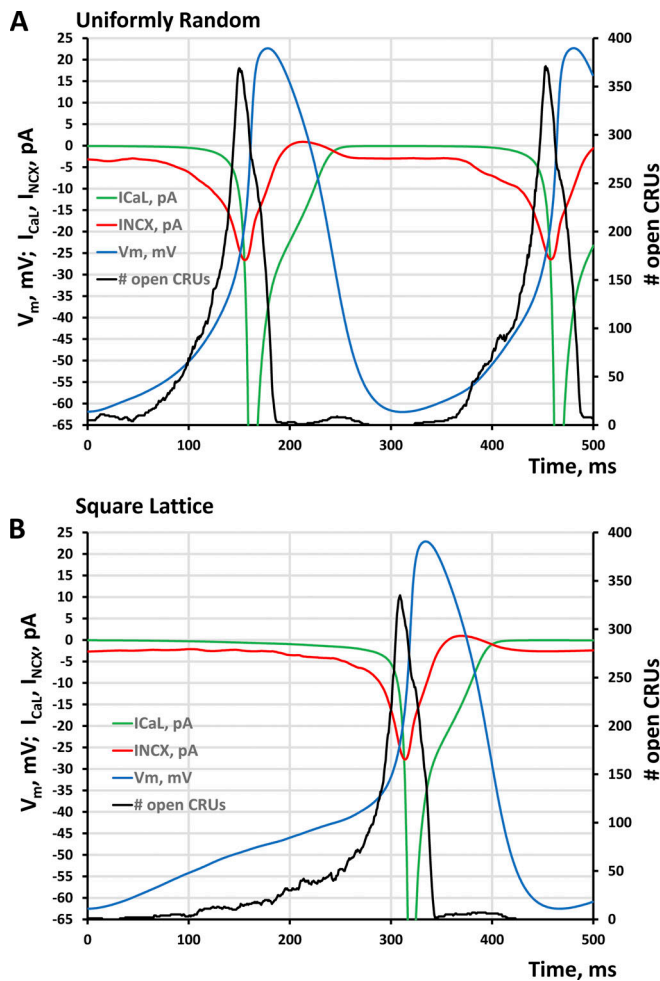 A
Uniformly Random
25
20
15
10
5
0
-5
-10
-15
-20
-25
-30
-35
-40
-45
-50
-55
-60
-65
Vm, mV; ICaL, INCX, pA
ICaL, pA
INCX, pA
Vm, mV
# open CRUs
400
350
300
250
200
150
100
50
0
# open CRUs
0 100 200 300 400 500
Time, ms
Square Lattice
B
25
20
15
10
5
0
-5
-10
-15
-20
-25
-30
-35
-40
-45
-50
-55
-60
-65
Vm, mV; ICaL, INCX, pA
ICaL, pA
INCX, pA
Vm, mV
# open CRUs
400
350
300
250
200
150
100
50
0
# open CRUs
0 100 200 300 400 500
Time, ms